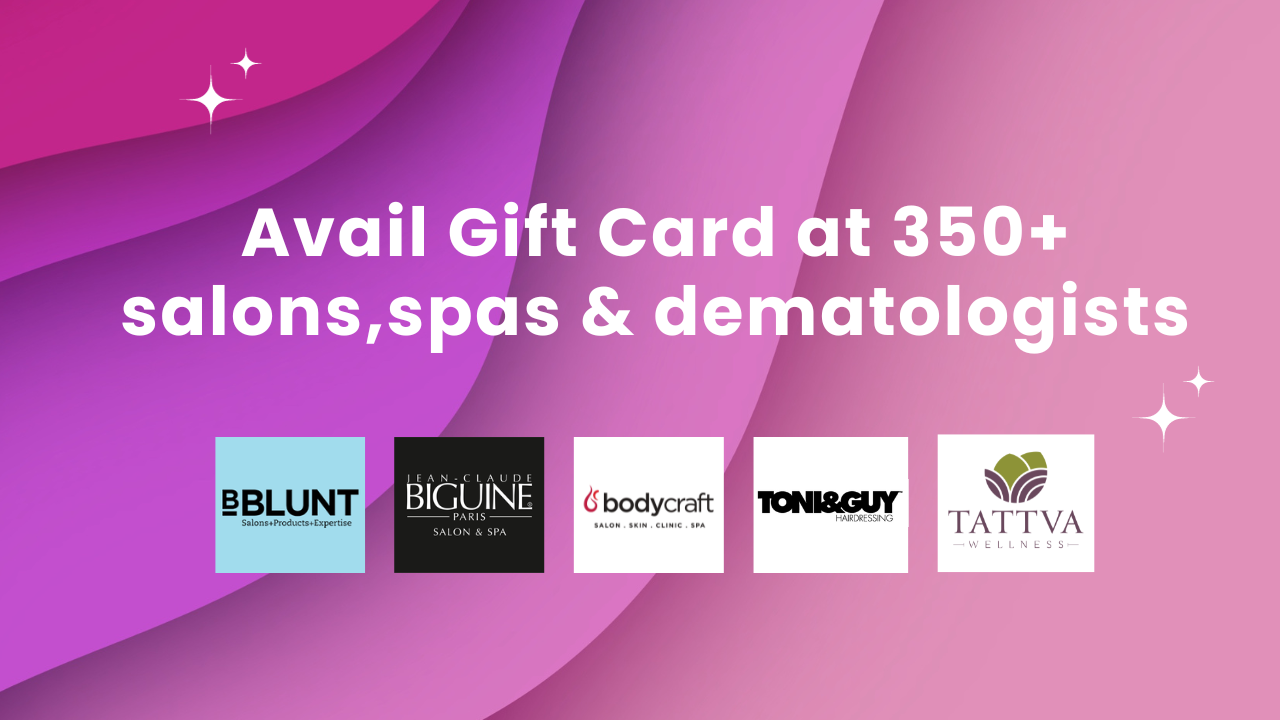 Avail Gift Card at 350+
salons,spas & dematologists
BBLUNT
Salons+Products+Expertise
JEAN-CLAUDE
BIGUINE®
PARIS
SALON & SPA
bodycraft
SALON . SKIN . CLINIC . SPA
TONI&GUY™
HAIRDRESSING
TATTVA
WELLNESS